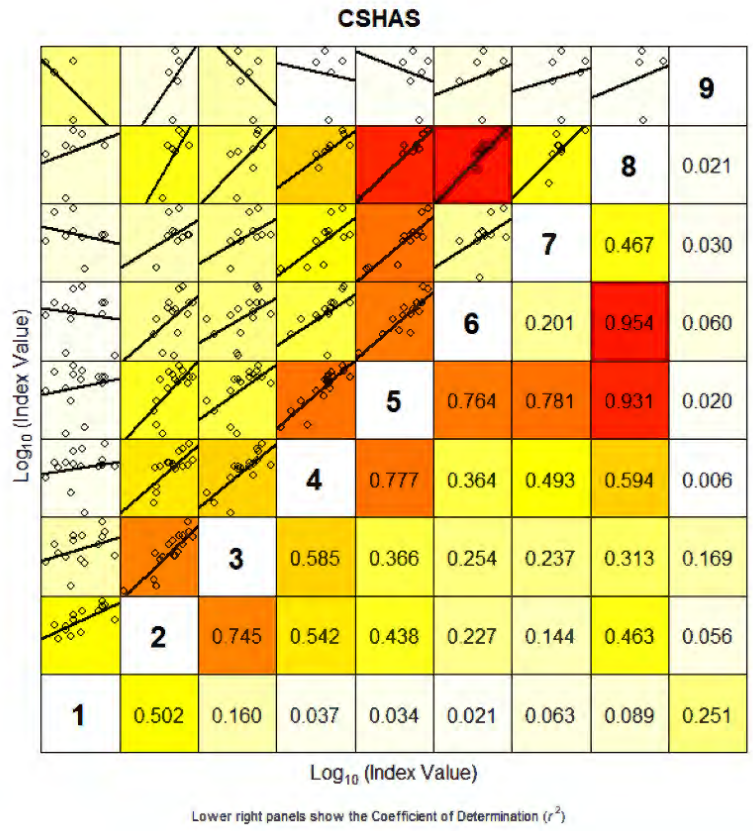 CSHAS
9
8 0.021
7 0.467 0.030
6 0.201 0.954 0.060
5 0.764 0.781 0.931 0.020
4 0.777 0.364 0.493 0.594 0.006
3 0.585 0.366 0.254 0.237 0.313 0.169
2 0.745 0.542 0.438 0.227 0.144 0.463 0.056
1 0.502 0.160 0.037 0.034 0.021 0.063 0.089 0.251
Log₁₀ (Index Value)
Log₁₀ (Index Value)
Lower right panels show the Coefficient of Determination (r²)